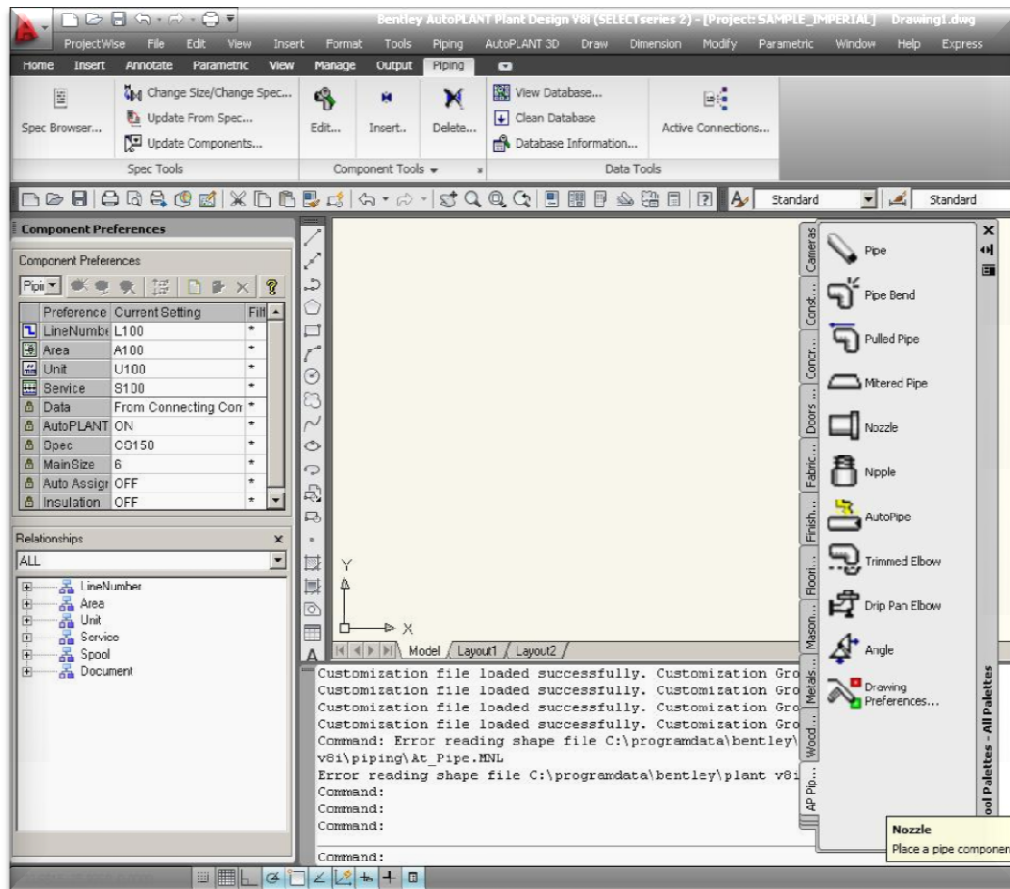 Bentley AutoPLANT Plant Design V8i (SELECTseries 2) - [Project: SAMPLE_IMPERIAL] Drawing1.dwg
ProjectWise File Edit View Insert Format Tools Piping AutoPLANT 3D Draw Dimension Modify Parametric Window Help Express
Home Insert Annotate Parametric View Manage Output Piping
Spec Browser...
Change Size/Change Spec...
Update From Spec...
Update Components...
Edit... Insert.. Delete...
View Database...
Clean Database
Database Information...
Active Connections...
Spec Tools Component Tools Data Tools
Standard Standard
Component Preferences
Component Preferences
Pipi
Preference Current Setting Filt
LineNumbe L100 *
Area A100 *
Unit U100 *
Service S100 *
Data From Connecting Con *
AutoPLANT ON *
Spec CS150 *
MainSize 6 *
Auto Assigr OFF *
Insulation OFF *
Relationships
ALL
LineNumber
Area
Unit
Service
Spool
Document
Y
X
Model Layout1 Layout2
Customization file loaded successfully. Customization Gro
Customization file loaded successfully. Customization Gro
Customization file loaded successfully. Customization Gro
Customization file loaded successfully. Customization Gro
Command: Error reading shape file C:\programdata\bentley\
v8i\piping\At_Pipe.MNL
Error reading shape file C:\programdata\bentley\plant v8i
Command:
Command:
Command:
Command:
Cameras
Const...
Concr...
Doors ...
Fabric...
Finish...
Floori...
Mason...
Metals...
Wood ...
AP Pip...
Pipe
Pipe Bend
Pulled Pipe
Mitered Pipe
Nozzle
Nipple
AutoPipe
Trimmed Elbow
Drip Pan Elbow
Angle
Drawing
Preferences...
ool Palettes - All Palettes
Nozzle
Place a pipe componen